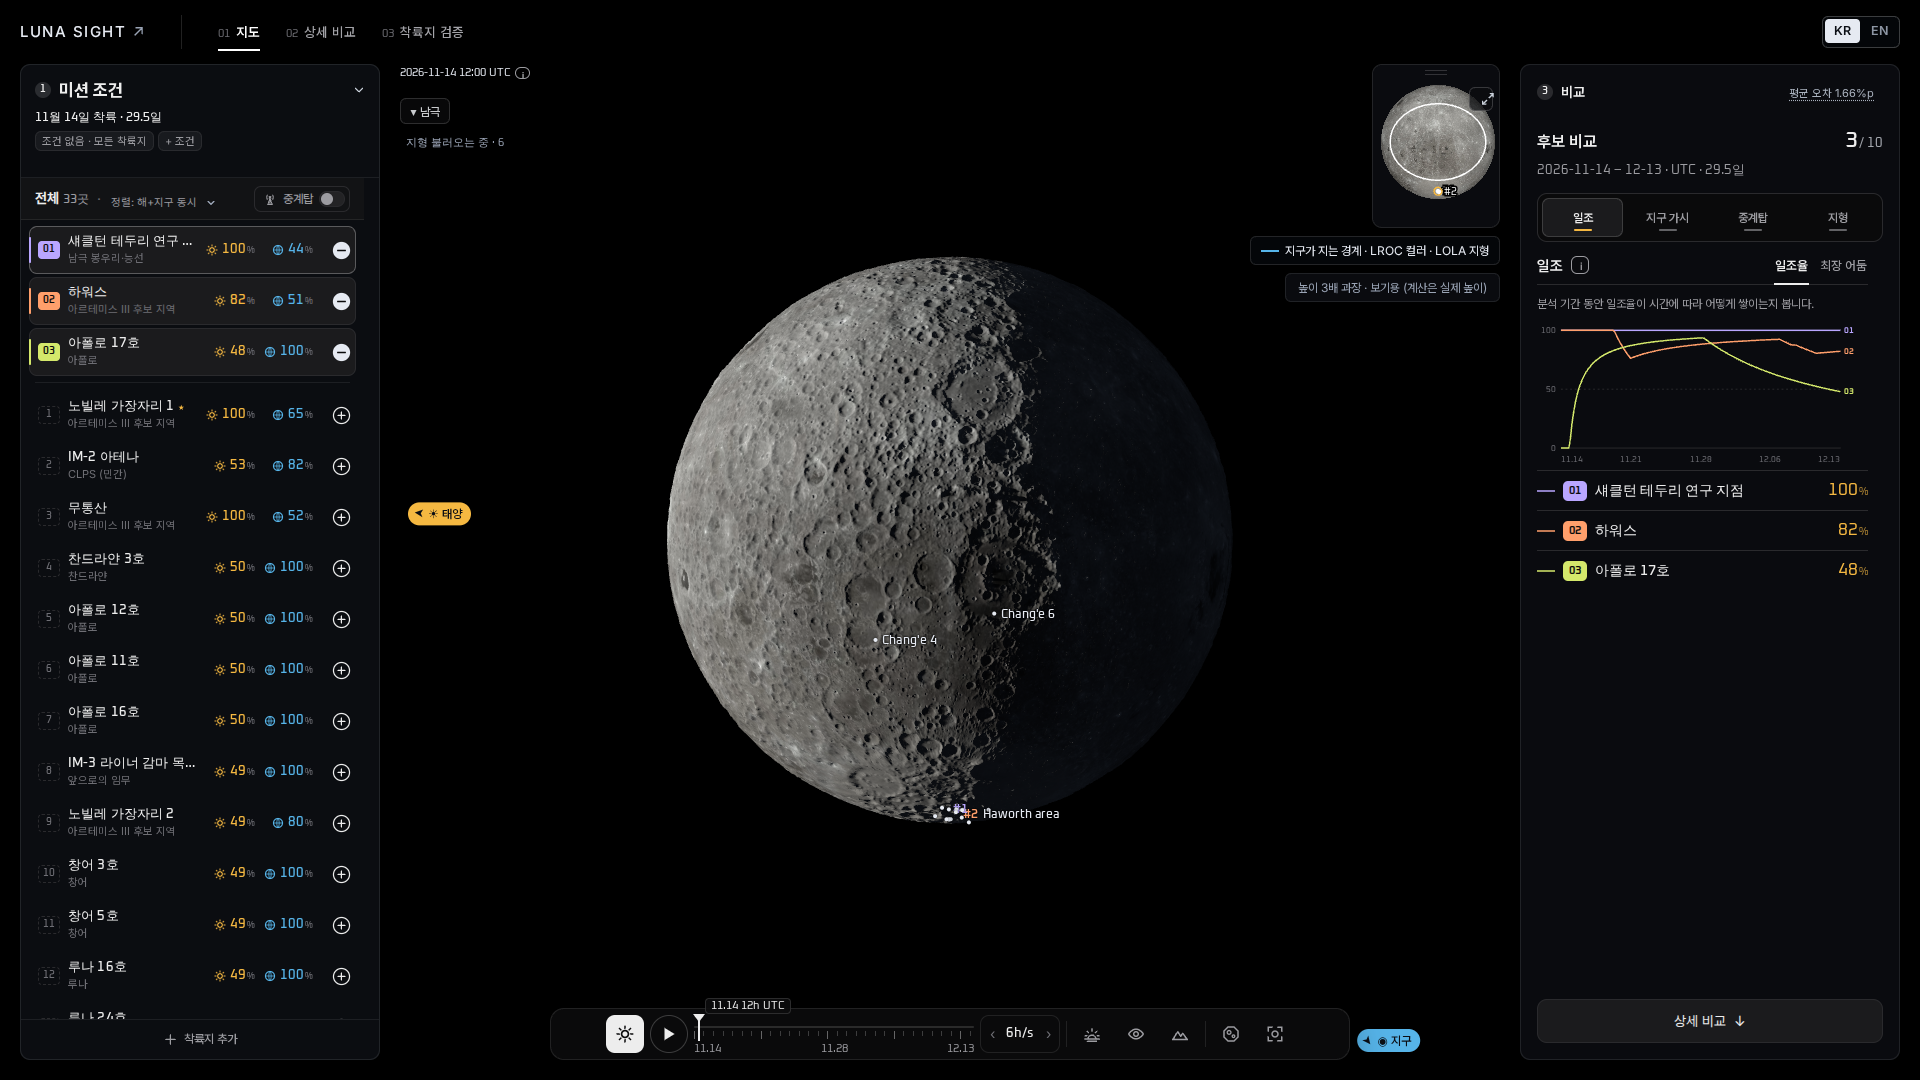 LUNA SIGHT ↗
01 지도
02 상세 비교
03 착륙지 검증
KR EN
1 미션 조건
11월 14일 착륙 · 29.5일
조건 없음 · 모든 착륙지
+ 조건
전체 33곳 · 정렬: 해+지구 동시
중계탑
01 섀클턴 테두리 연구 ... 100% 44%
남극 봉우리·능선
02 하워스 82% 51%
아르테미스 III 후보 지역
03 아폴로 17호 48% 100%
아폴로
1 노빌레 가장자리 1 ★ 100% 65%
아르테미스 III 후보 지역
2 IM-2 아테나 53% 82%
CLPS (민간)
3 무통산 100% 52%
아르테미스 III 후보 지역
4 찬드라얀 3호 50% 100%
찬드라얀
5 아폴로 12호 50% 100%
아폴로
6 아폴로 11호 50% 100%
아폴로
7 아폴로 16호 50% 100%
아폴로
8 IM-3 라이너 감마 목... 49% 100%
앞으로의 임무
9 노빌레 가장자리 2 49% 80%
아르테미스 III 후보 지역
10 창어 3호 49% 100%
창어
11 창어 5호 49% 100%
창어
12 루나 16호 49% 100%
루나
루나 24호
+ 착륙지 추가
2026-11-14 12:00 UTC i
▾ 남극
지형 불러오는 중 · 6
#2
지구가 지는 경계 · LROC 컬러 · LOLA 지형
높이 3배 과장 · 보기용 (계산은 실제 높이)
☀ 태양
Chang'e 6
Chang'e 4
#1
#2 Haworth area
11.14 12h UTC
11.14 11.28 12.13
‹ 6h/s ›
◉ 지구
3 비교
평균 오차 1.66%p
후보 비교 3 / 10
2026-11-14 – 12-13 · UTC · 29.5일
일조 지구 가시 중계탑 지형
일조 i
일조율 최장 어둠
분석 기간 동안 일조율이 시간에 따라 어떻게 쌓이는지 봅니다.
100
50
0
01
02
03
11.14 11.21 11.28 12.06 12.13
01 섀클턴 테두리 연구 지점 100%
02 하워스 82%
03 아폴로 17호 48%
상세 비교 ↓